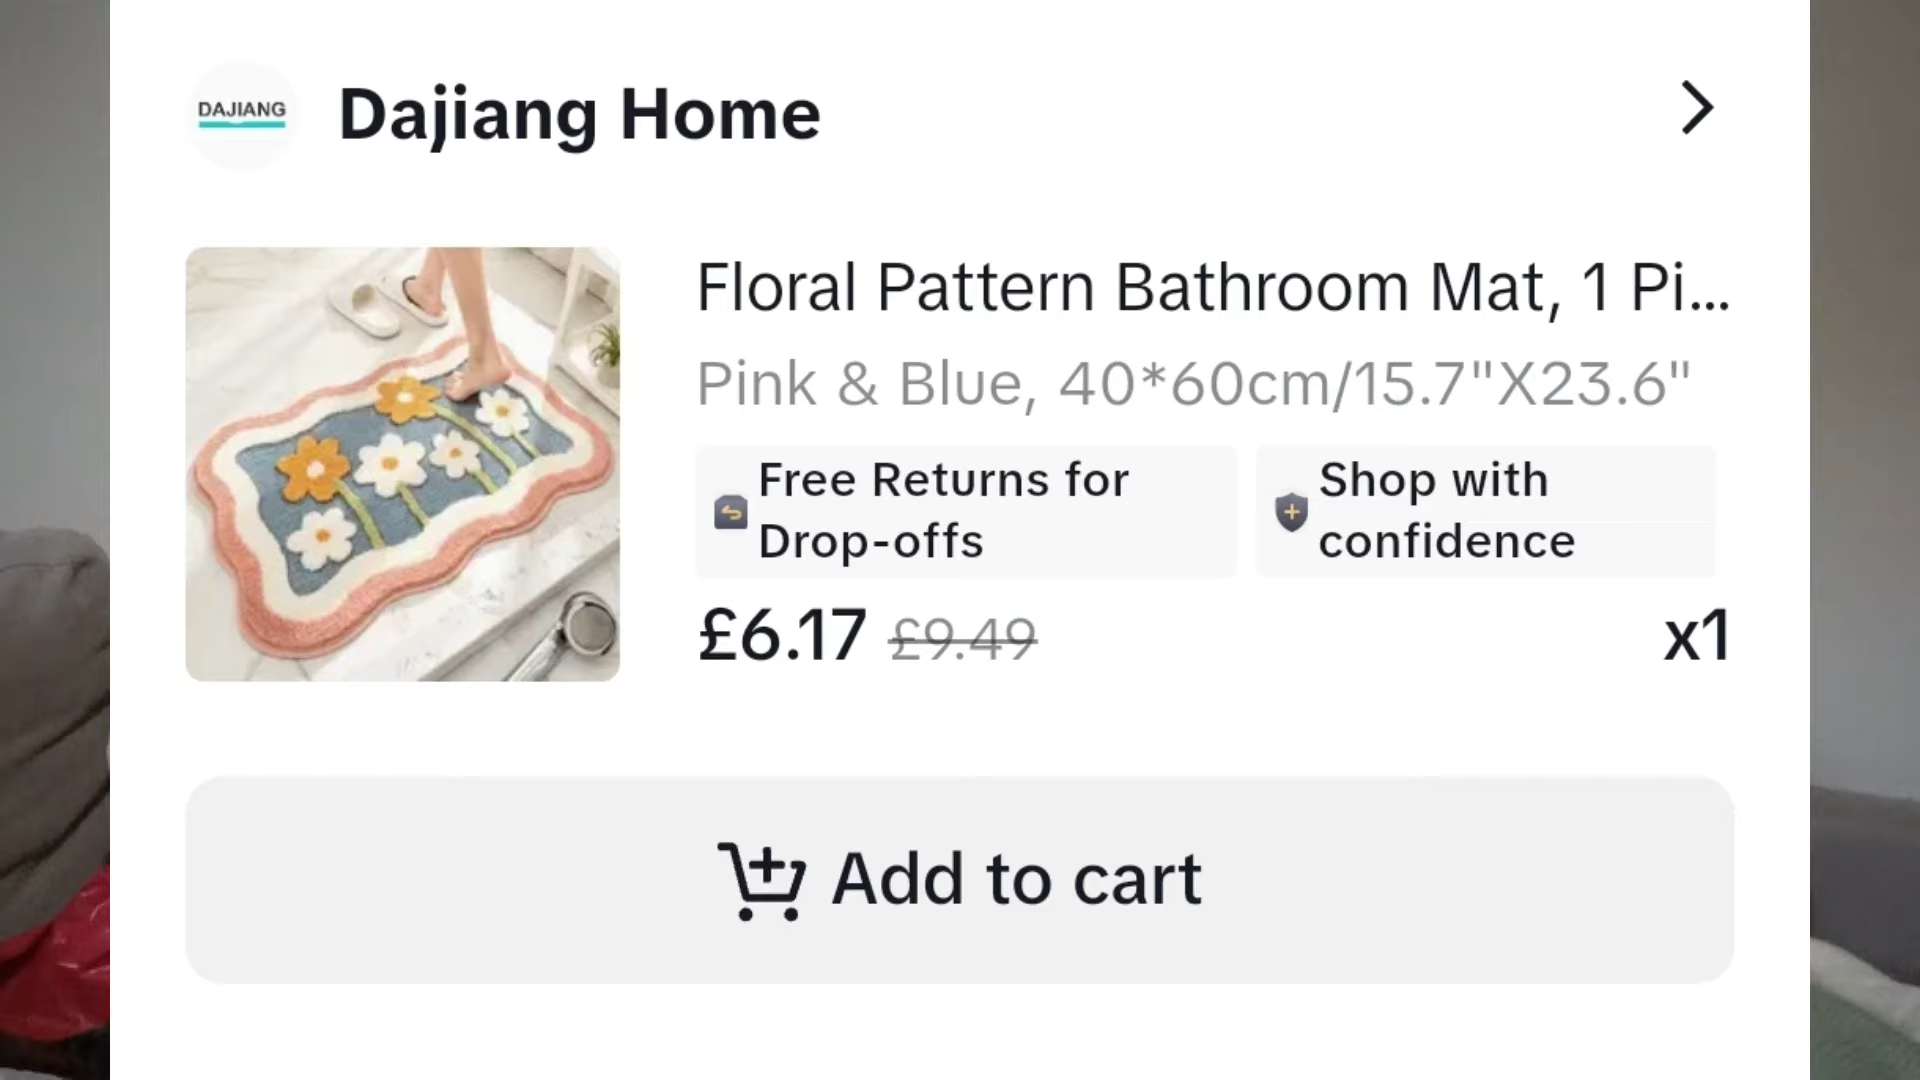 DAJIANG
Dajiang Home
Floral Pattern Bathroom Mat, 1 Pi...
Pink & Blue, 40*60cm/15.7"X23.6"
Free Returns for
Drop-offs
Shop with
confidence
£6.17 £9.49
x1
Add to cart